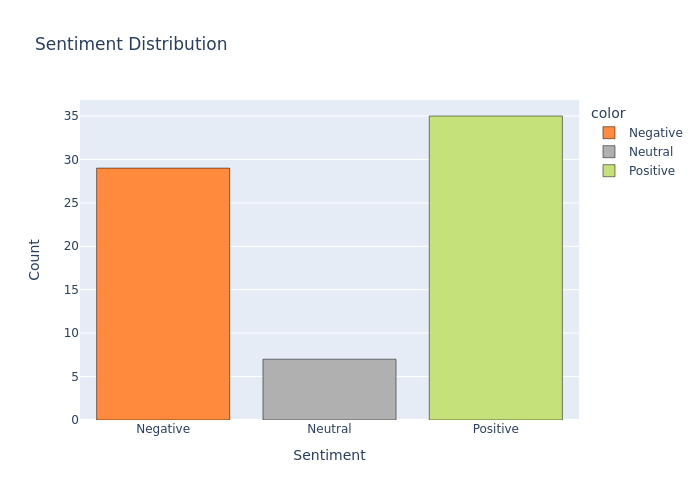 Sentiment Distribution
color
Negative
Neutral
Positive
Count
35
30
25
20
15
10
5
0
Negative Neutral Positive
Sentiment